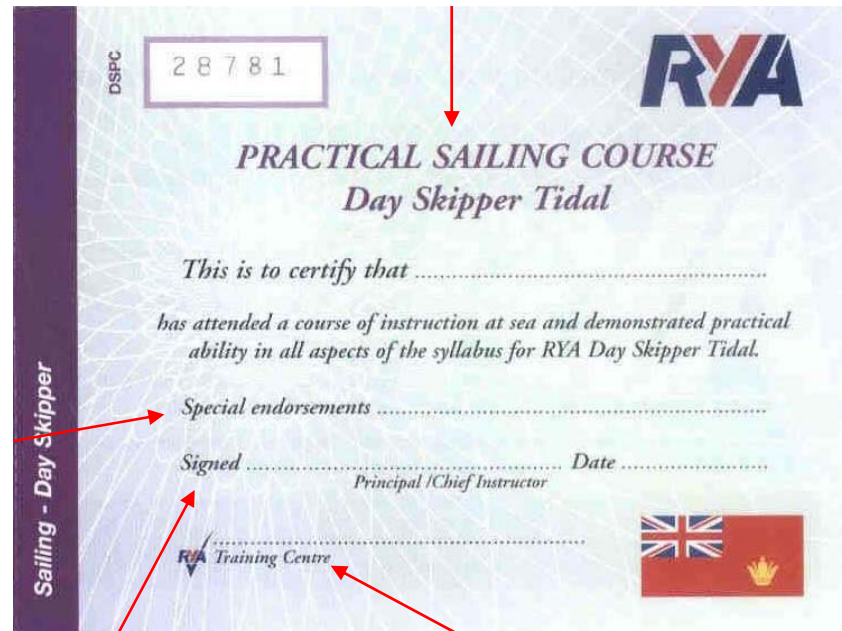 DSPC
28781
RYA
PRACTICAL SAILING COURSE
Day Skipper Tidal
This is to certify that ..........................................................
has attended a course of instruction at sea and demonstrated practical
ability in all aspects of the syllabus for RYA Day Skipper Tidal.
Special endorsements ................................................................
Signed ..................................................... Date .........................
Principal /Chief Instructor
RYA Training Centre
Sailing - Day Skipper